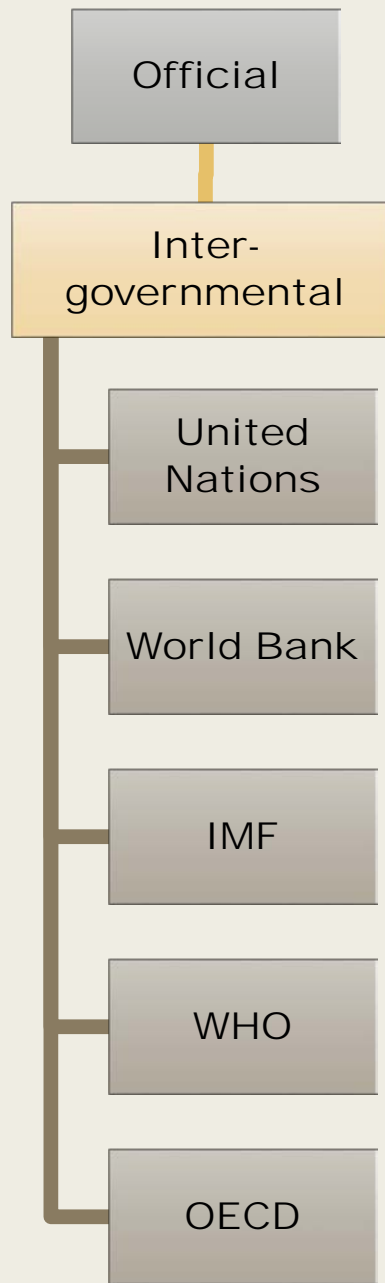 Official
Inter-
governmental
United
Nations
World Bank
IMF
WHO
OECD